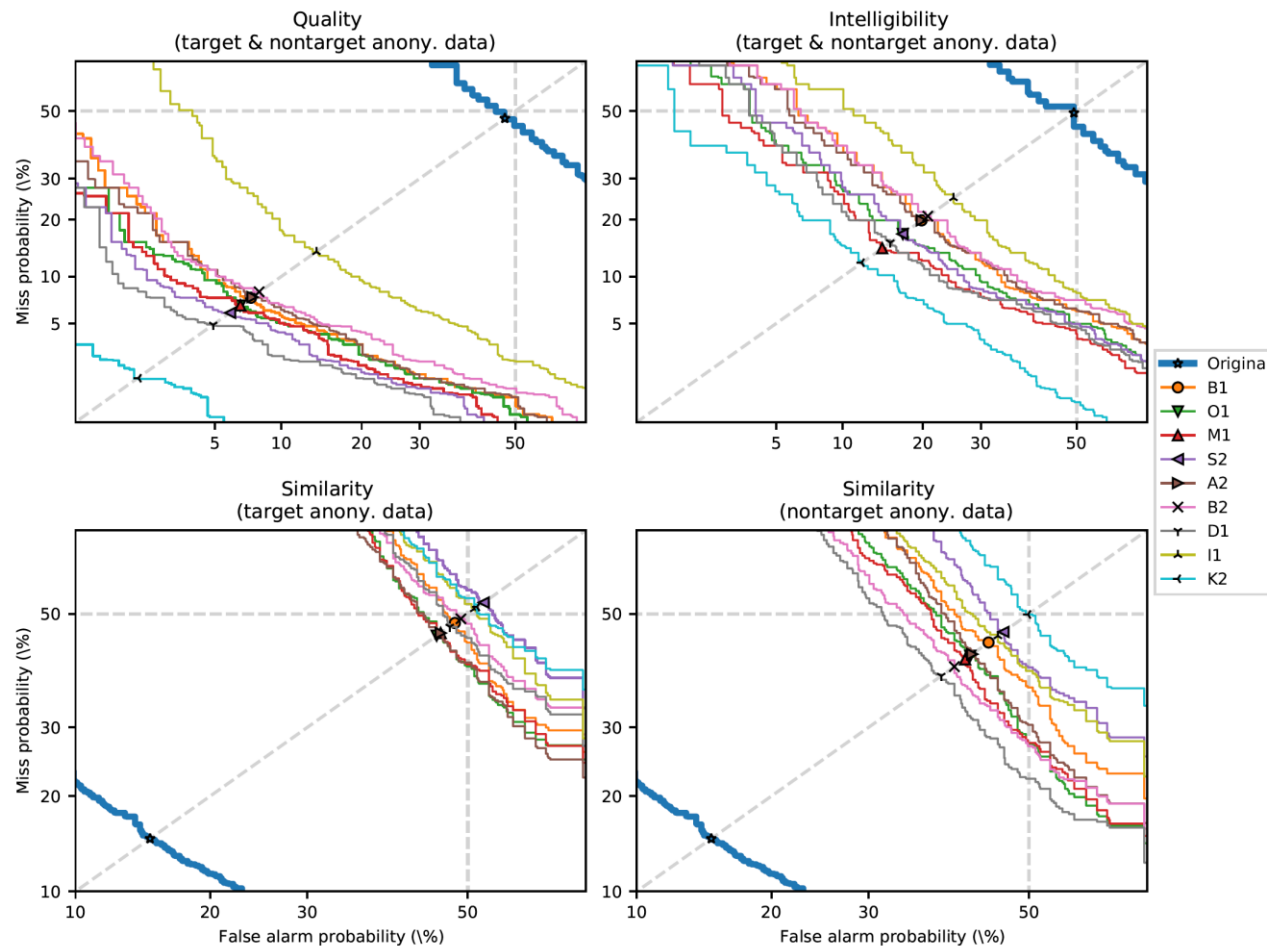 Quality
(target & nontarget anony. data)
Intelligibility
(target & nontarget anony. data)
Miss probability (\%)
50
30
20
10
5
5
10
20
30
50
50
30
20
10
5
5
10
20
30
50
Origina
B1
O1
M1
S2
A2
B2
D1
I1
K2
Similarity
(target anony. data)
Similarity
(nontarget anony. data)
Miss probability (\%)
50
30
20
10
10
20
30
50
False alarm probability (\%)
50
30
20
10
10
20
30
50
False alarm probability (\%)